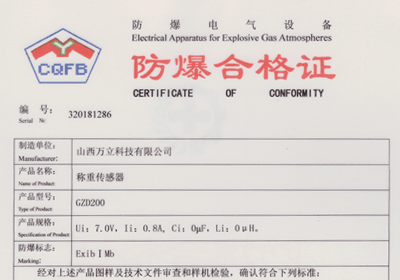 防爆电气设备
Electrical Apparatus for Explosive Gas Atmospheres
CQFB
防爆合格证
CERTIFICATE OF CONFORMITY
编号:
Serial №:
320181286
制造单位:
Manufacturer:
山西万立科技有限公司
产品名称:
Name of Product:
称重传感器
产品型号:
Type of Product:
GZD200
产品规格:
Specification of Product:
Ui: 7.0V, Ii: 0.8A, Ci: 0μF, Li: 0μH。
防爆标志:
Marking:
ExibⅠMb
经对上述产品图样及技术文件审查和样机检验，确认符合下列标准: